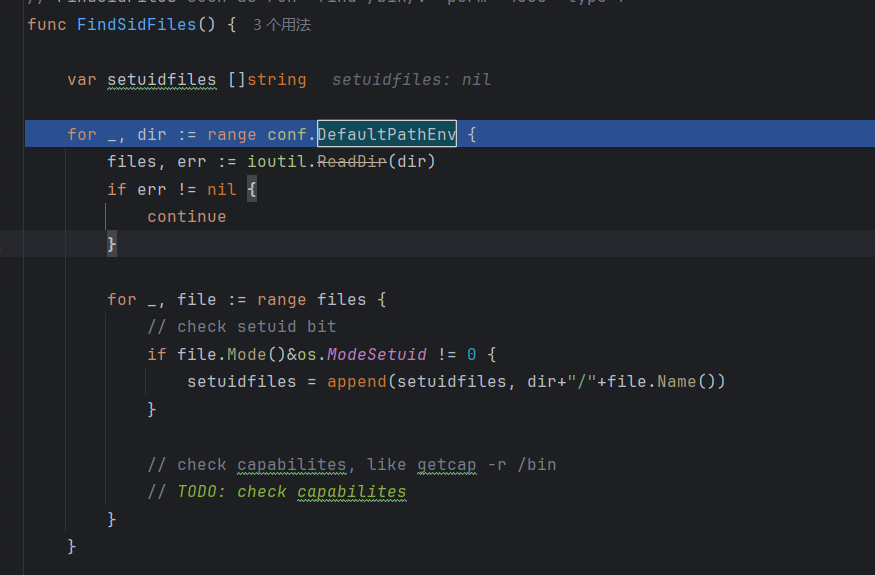 // FindSidFiles such as run "find /bin/. -perm -4000 -type f"
func FindSidFiles() { 3 个用法
var setuidfiles []string setuidfiles: nil
for _, dir := range conf.DefaultPathEnv {
files, err := ioutil.ReadDir(dir)
if err != nil {
continue
}
for _, file := range files {
// check setuid bit
if file.Mode()&os.ModeSetuid != 0 {
setuidfiles = append(setuidfiles, dir+"/"+file.Name())
}
// check capabilites, like getcap -r /bin
// TODO: check capabilites
}
}